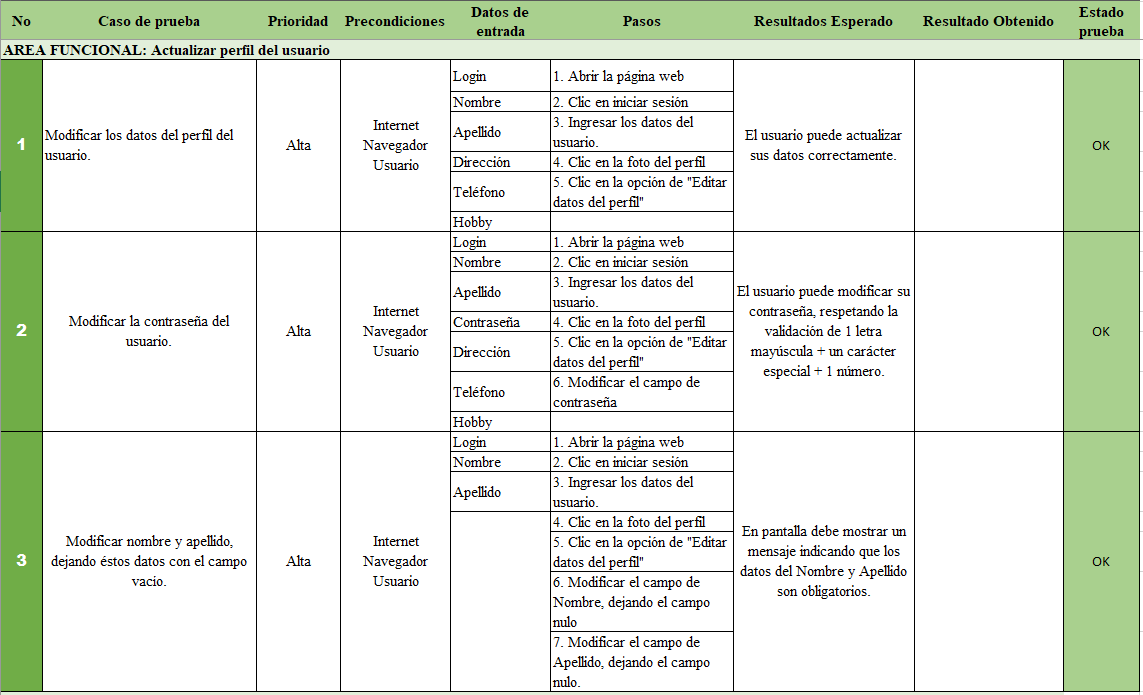 No
Caso de prueba
Prioridad
Precondiciones
Datos de
entrada
Pasos
Resultados Esperado
Resultado Obtenido
Estado
prueba
AREA FUNCIONAL: Actualizar perfil del usuario
1
Modificar los datos del perfil del
usuario.
Alta
Internet
Navegador
Usuario
Login
Nombre
Apellido
Dirección
Teléfono
Hobby
1. Abrir la página web
2. Clic en iniciar sesión
3. Ingresar los datos del
usuario.
4. Clic en la foto del perfil
5. Clic en la opción de "Editar
datos del perfil"
El usuario puede actualizar
sus datos correctamente.
OK
2
Modificar la contraseña del
usuario.
Alta
Internet
Navegador
Usuario
Login
Nombre
Apellido
Contraseña
Dirección
Teléfono
Hobby
1. Abrir la página web
2. Clic en iniciar sesión
3. Ingresar los datos del
usuario.
4. Clic en la foto del perfil
5. Clic en la opción de "Editar
datos del perfil"
6. Modificar el campo de
contraseña
El usuario puede modificar su
contraseña, respetando la
validación de 1 letra
mayúscula + un carácter
especial + 1 número.
OK
3
Modificar nombre y apellido,
dejando éstos datos con el campo
vacio.
Alta
Internet
Navegador
Usuario
Login
Nombre
Apellido
1. Abrir la página web
2. Clic en iniciar sesión
3. Ingresar los datos del
usuario.
4. Clic en la foto del perfil
5. Clic en la opción de "Editar
datos del perfil"
6. Modificar el campo de
Nombre, dejando el campo
nulo
7. Modificar el campo de
Apellido, dejando el campo
nulo.
En pantalla debe mostrar un
mensaje indicando que los
datos del Nombre y Apellido
son obligatorios.
OK